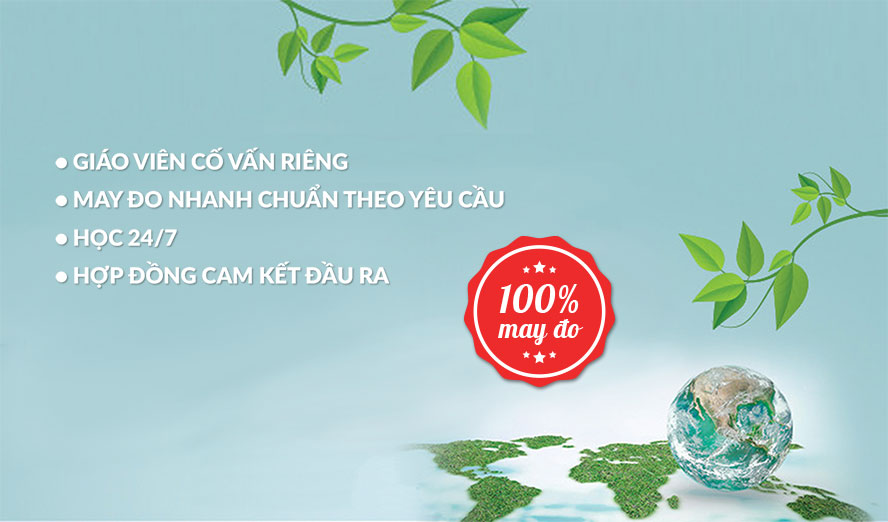 ● GIÁO VIÊN CỐ VẤN RIÊNG
● MAY ĐO NHANH CHUẨN THEO YÊU CẦU
● HỌC 24/7
● HỢP ĐỒNG CAM KẾT ĐẦU RA
100%
may đo